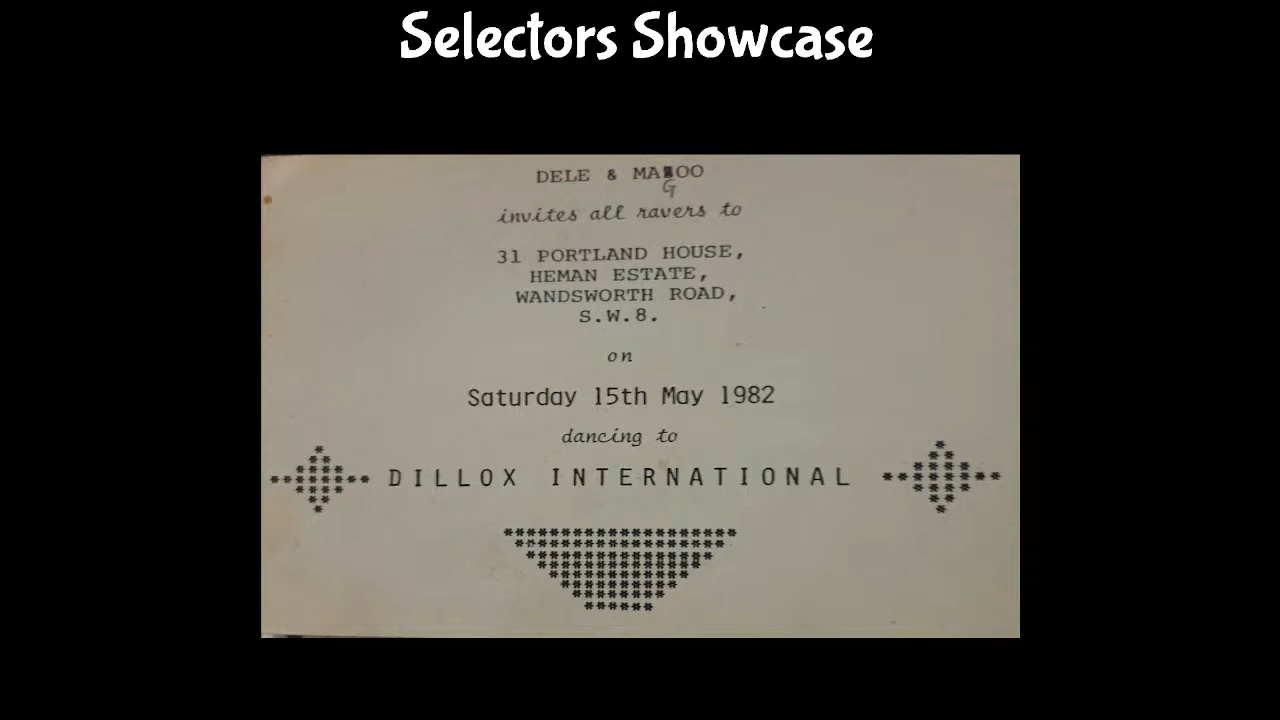 Selectors Showcase
DELE & MAGOO
invites all ravers to
31 PORTLAND HOUSE,
HEMAN ESTATE,
WANDSWORTH ROAD,
S.W.8.
on
Saturday 15th May 1982
dancing to
DILLOX INTERNATIONAL